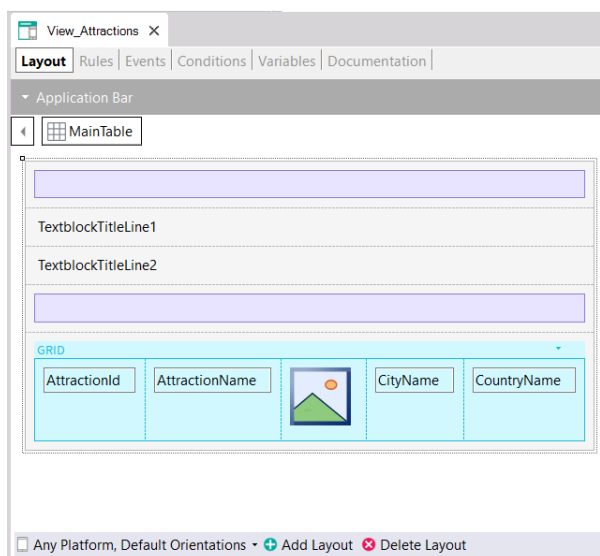 View_Attractions
Layout Rules Events Conditions Variables Documentation
Application Bar
MainTable
TextblockTitleLine1
TextblockTitleLine2
GRID
AttractionId AttractionName CityName CountryName
Any Platform, Default Orientations Add Layout Delete Layout